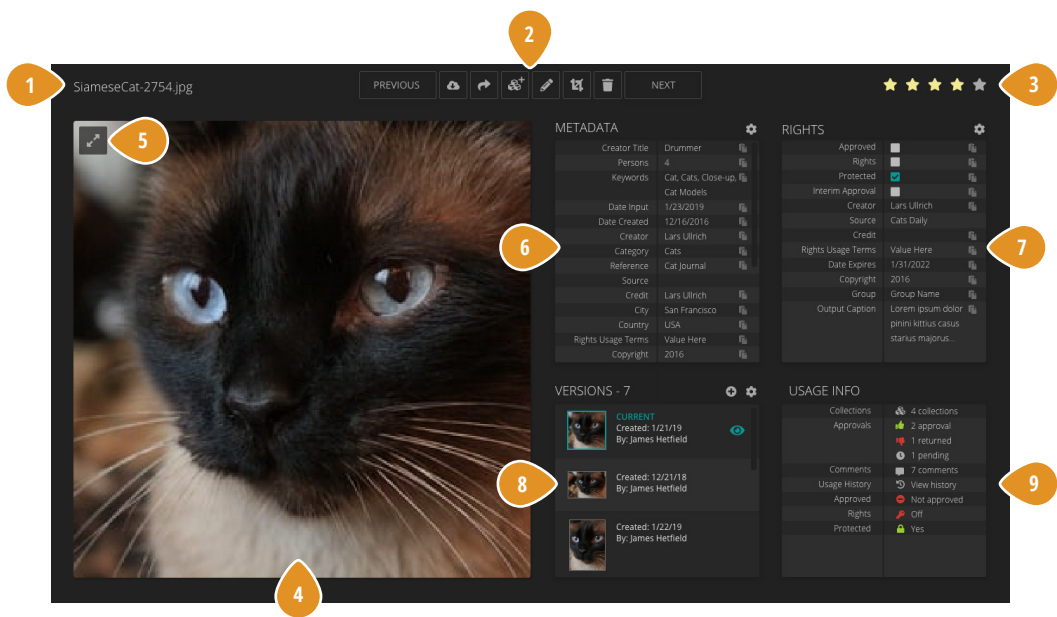 2
1
SiameseCat-2754.jpg
PREVIOUS
NEXT
3
5
METADATA
Creator Title Drummer
Persons 4
Keywords Cat, Cats, Close-up,
Cat Models
Date Input 1/23/2019
Date Created 12/16/2016
Creator Lars Ullrich
Category Cats
Reference Cat Journal
Source
Credit Lars Ullrich
City San Francisco
Country USA
Rights Usage Terms Value Here
Copyright 2016
6
RIGHTS
Approved
Rights
Protected
Interim Approval
Creator Lars Ullrich
Source Cats Daily
Credit
Rights Usage Terms Value Here
Date Expires 1/31/2022
Copyright 2016
Group Group Name
Output Caption Lorem ipsum dolor
pinini kittius casus
starius majorus...
7
VERSIONS - 7
CURRENT
Created: 1/21/19
By: James Hetfield
Created: 12/21/18
By: James Hetfield
Created: 1/22/19
By: James Hetfield
8
USAGE INFO
Collections 4 collections
Approvals 2 approval
1 returned
1 pending
Comments 7 comments
Usage History View history
Approved Not approved
Rights Off
Protected Yes
9
4